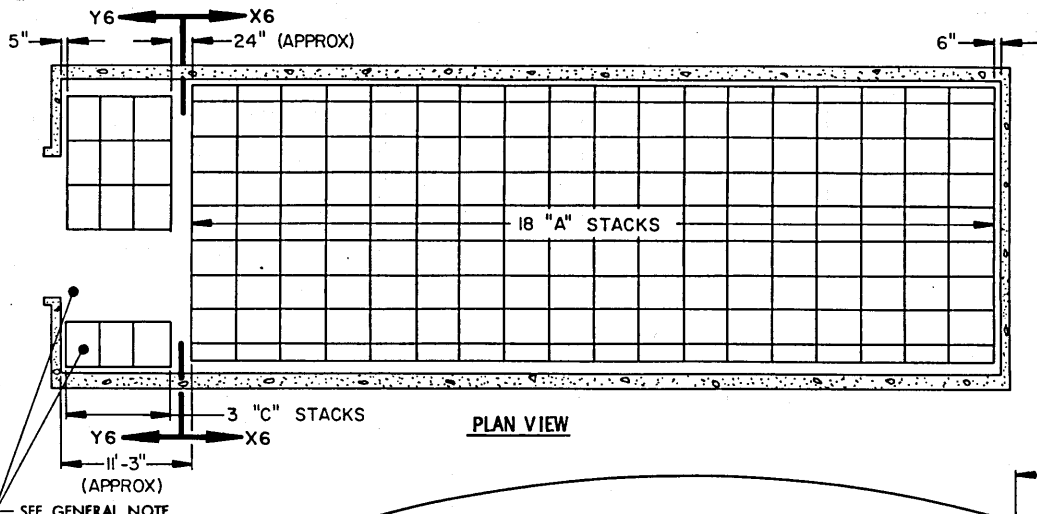 Y6 X6
5" 24" (APPROX) 6"
18 "A" STACKS
3 "C" STACKS
PLAN VIEW
Y6 X6
11'-3"
(APPROX)
SEE GENERAL NOTE